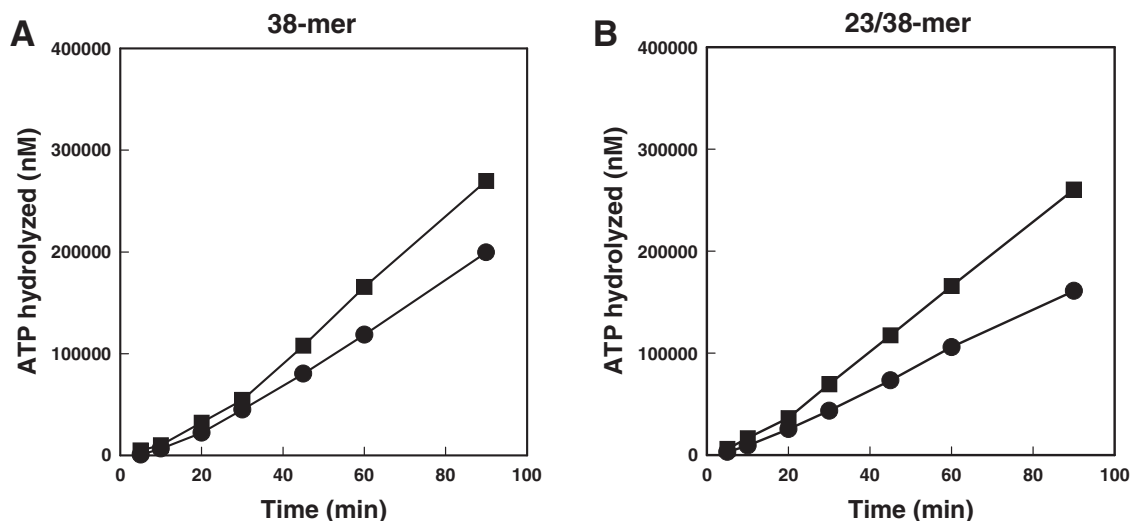 A
38-mer
400000
300000
200000
100000
0
ATP hydrolyzed (nM)
0 20 40 60 80 100
Time (min)
B
23/38-mer
400000
300000
200000
100000
0
ATP hydrolyzed (nM)
0 20 40 60 80 100
Time (min)